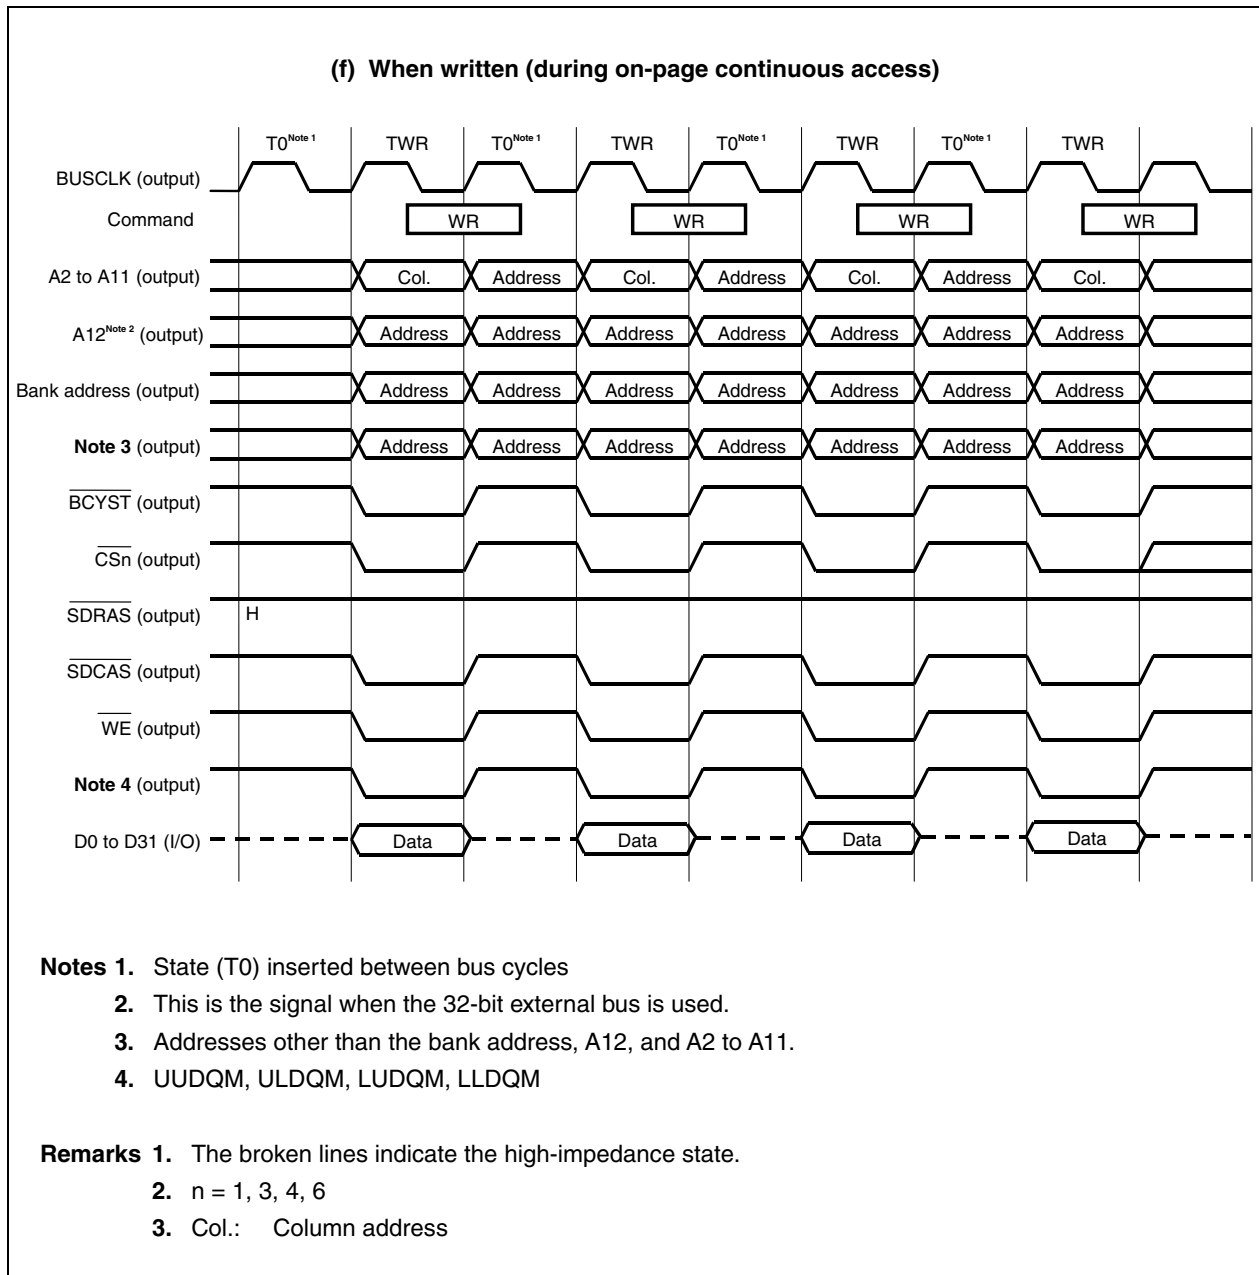 (f) When written (during on-page continuous access)
T0Note 1 TWR T0Note 1 TWR T0Note 1 TWR T0Note 1 TWR
BUSCLK (output)
Command WR WR WR WR
A2 to A11 (output) Col. Address Col. Address Col. Address Col.
A12Note 2 (output) Address Address Address Address Address Address Address
Bank address (output) Address Address Address Address Address Address Address
Note 3 (output) Address Address Address Address Address Address Address
BCYST (output)
CSn (output)
SDRAS (output) H
SDCAS (output)
WE (output)
Note 4 (output)
D0 to D31 (I/O) Data Data Data Data
Notes 1. State (T0) inserted between bus cycles
2. This is the signal when the 32-bit external bus is used.
3. Addresses other than the bank address, A12, and A2 to A11.
4. UUDQM, ULDQM, LUDQM, LLDQM
Remarks 1. The broken lines indicate the high-impedance state.
2. n = 1, 3, 4, 6
3. Col.: Column address